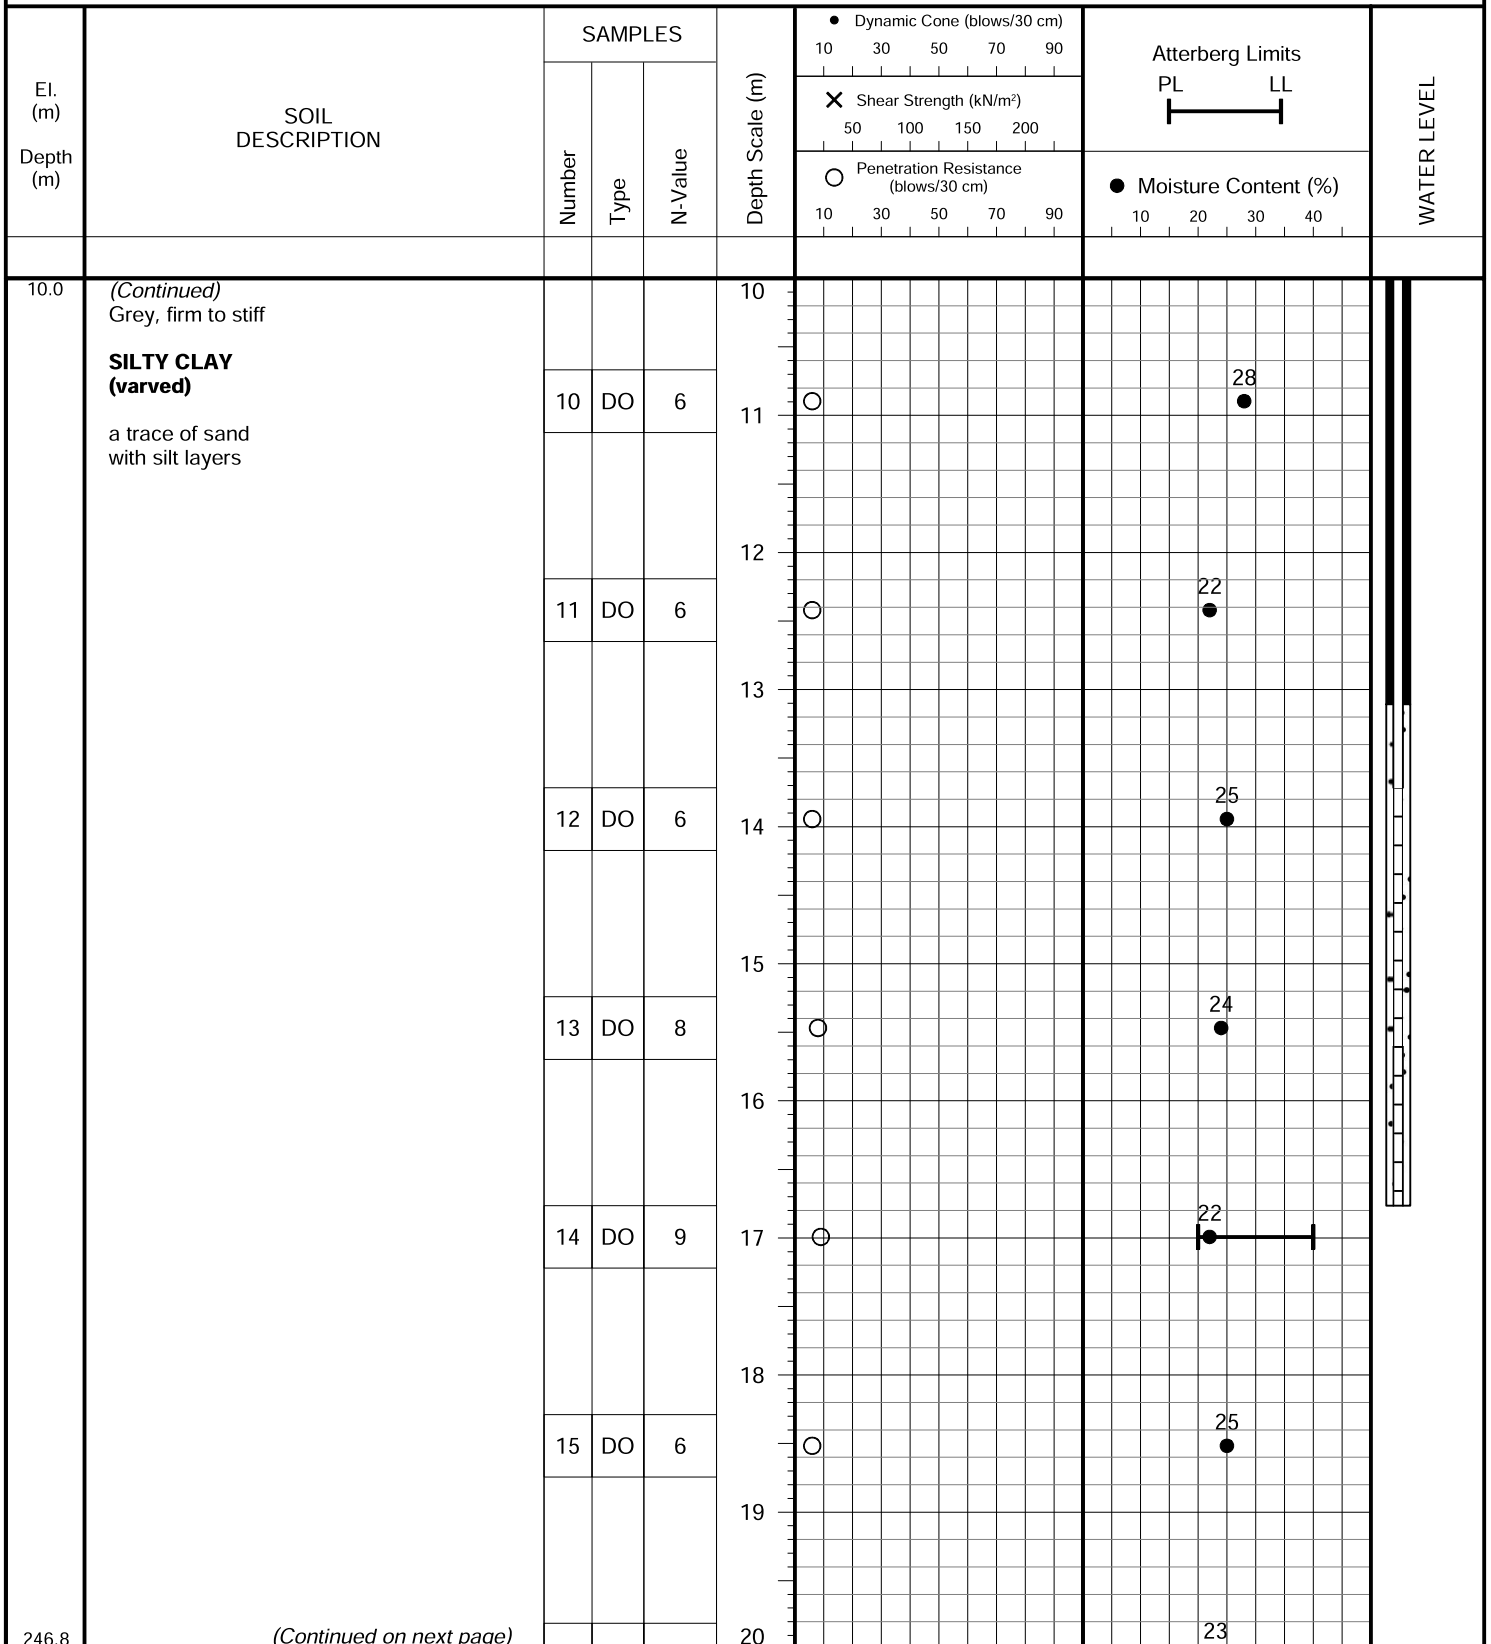 El.
(m)
Depth
(m)
SOIL
DESCRIPTION
SAMPLES
Number
Type
N-Value
Depth Scale (m)
● Dynamic Cone (blows/30 cm)
10 30 50 70 90
✕ Shear Strength (kN/m²)
50 100 150 200
○ Penetration Resistance
(blows/30 cm)
10 30 50 70 90
Atterberg Limits
PL LL
● Moisture Content (%)
10 20 30 40
WATER LEVEL
10.0
(Continued)
Grey, firm to stiff
SILTY CLAY
(varved)
a trace of sand
with silt layers
10
28
10 DO 6
11
12
22
11 DO 6
13
25
12 DO 6
14
15
24
13 DO 8
16
22
14 DO 9
17
18
25
15 DO 6
19
23
246.8 (Continued on next page) 20